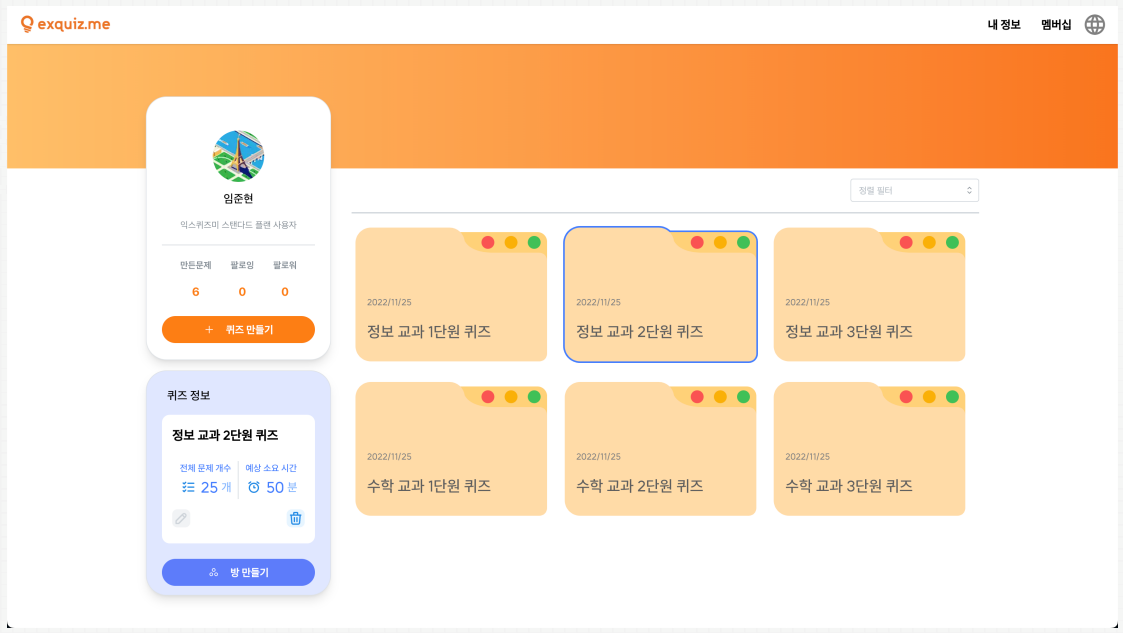 exquiz.me
내 정보
멤버십
임준현
익스퀴즈미 스탠다드 플랜 사용자
만든문제 팔로잉 팔로워
6 0 0
+ 퀴즈 만들기
퀴즈 정보
정보 교과 2단원 퀴즈
전체 문제 개수 예상 소요 시간
25 개 50 분
방 만들기
정렬 필터
2022/11/25
정보 교과 1단원 퀴즈
2022/11/25
정보 교과 2단원 퀴즈
2022/11/25
정보 교과 3단원 퀴즈
2022/11/25
수학 교과 1단원 퀴즈
2022/11/25
수학 교과 2단원 퀴즈
2022/11/25
수학 교과 3단원 퀴즈